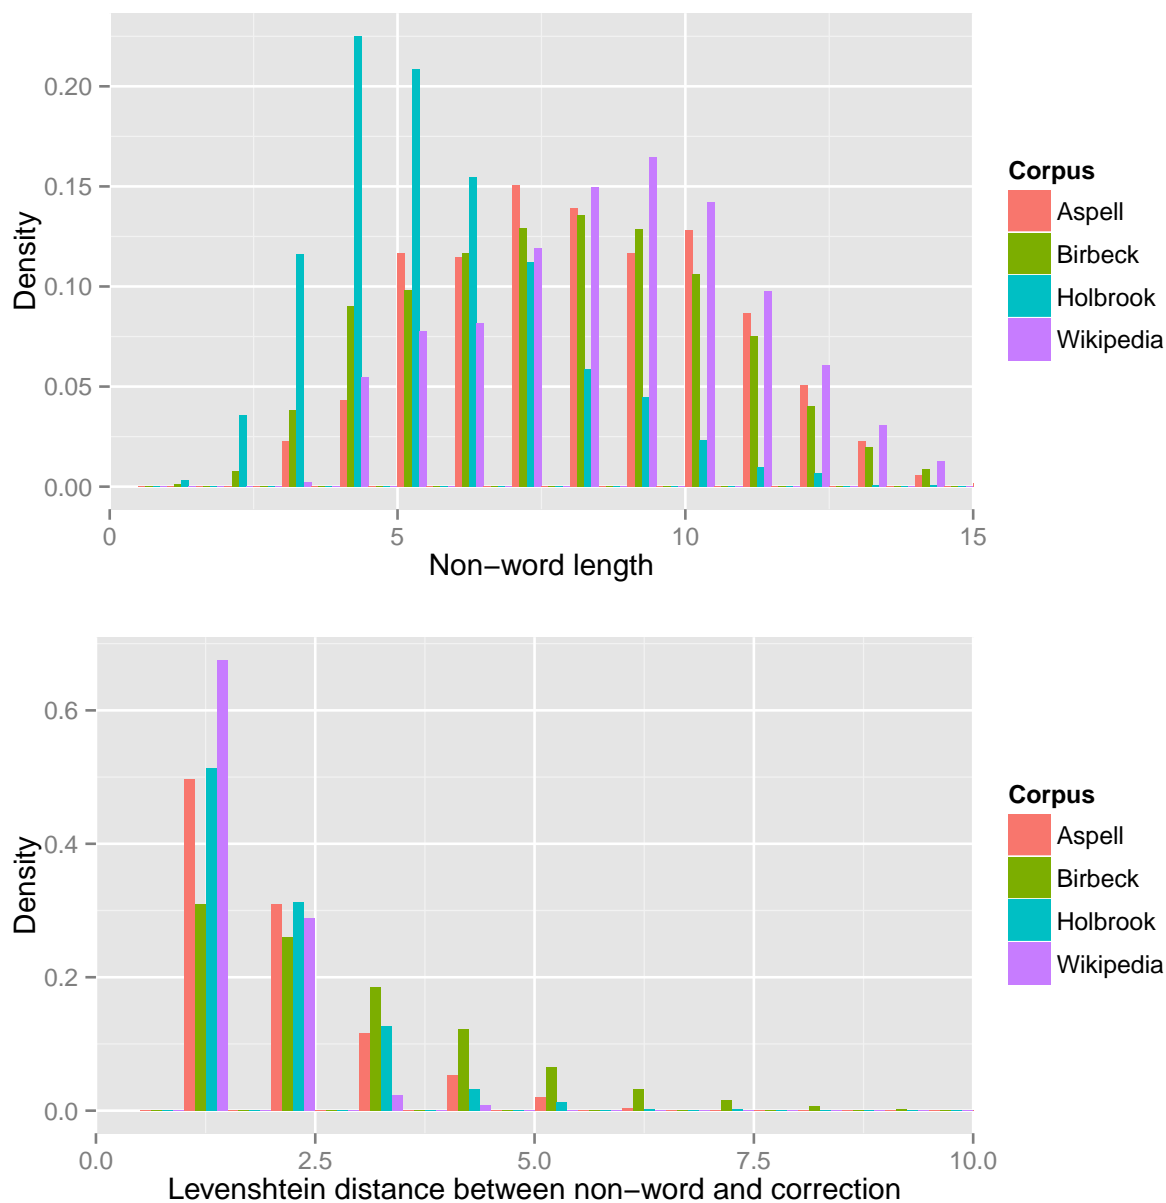 0.20
0.15
0.10
0.05
0.00
Density
0 5 10 15
Non−word length
Corpus
Aspell
Birbeck
Holbrook
Wikipedia
0.6
0.4
0.2
0.0
Density
0.0 2.5 5.0 7.5 10.0
Levenshtein distance between non−word and correction
Corpus
Aspell
Birbeck
Holbrook
Wikipedia